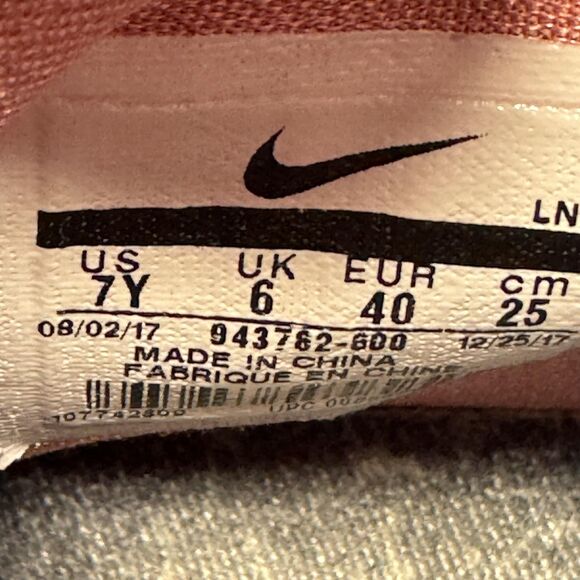 LN
US UK EUR cm
7Y 6 40 25
08/02/17 943762-600 12/25/17
MADE IN CHINA
FABRIQUE EN CHINE
UPC